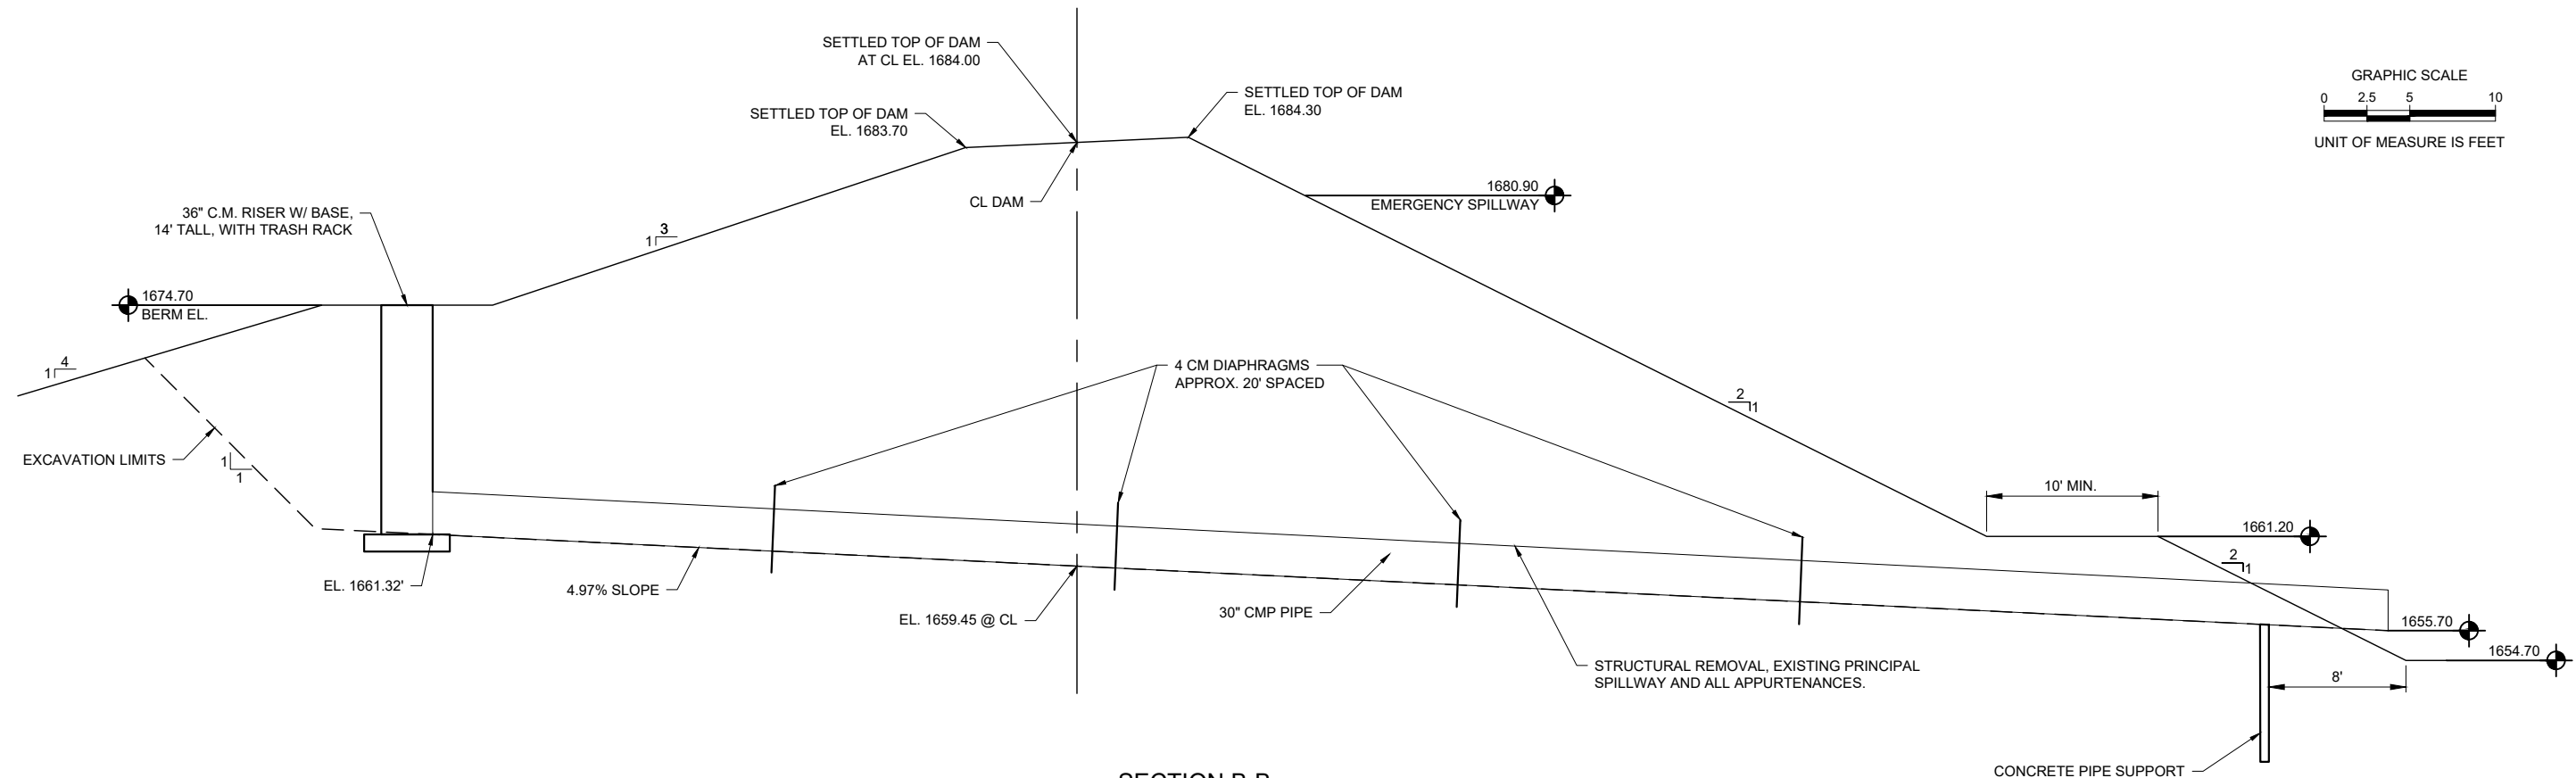 SETTLED TOP OF DAM
AT CL EL. 1684.00
SETTLED TOP OF DAM
EL. 1683.70
SETTLED TOP OF DAM
EL. 1684.30
GRAPHIC SCALE
0 2.5 5 10
UNIT OF MEASURE IS FEET
CL DAM
1680.90
EMERGENCY SPILLWAY
36" C.M. RISER W/ BASE,
14' TALL, WITH TRASH RACK
3
1
1674.70
BERM EL.
4
1
4 CM DIAPHRAGMS
APPROX. 20' SPACED
2
1
EXCAVATION LIMITS
1
1
10' MIN.
1661.20
2
1
EL. 1661.32'
4.97% SLOPE
EL. 1659.45 @ CL
30" CMP PIPE
1655.70
1654.70
STRUCTURAL REMOVAL, EXISTING PRINCIPAL
SPILLWAY AND ALL APPURTENANCES.
8'
CONCRETE PIPE SUPPORT